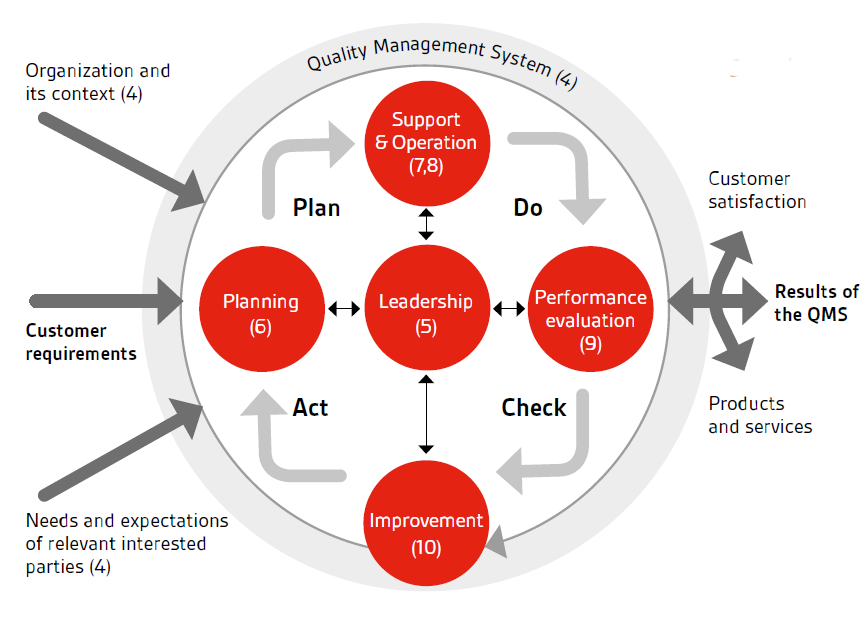 Quality Management System (4)
Organization and
its context (4)
Support
& Operation
(7,8)
Plan
Do
Customer
satisfaction
Planning
(6)
Leadership
(5)
Performance
evaluation
(9)
Results of
the QMS
Customer
requirements
Act
Check
Products
and services
Improvement
(10)
Needs and expectations
of relevant interested
parties (4)